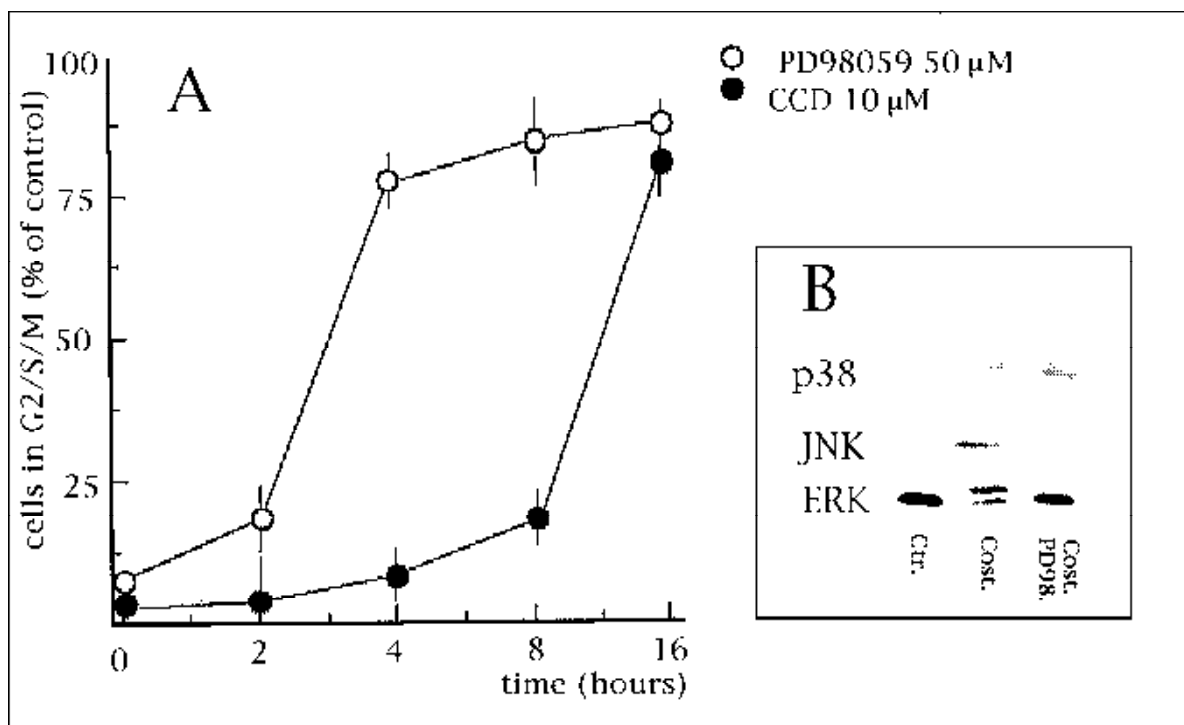 A
PD98059 50 µM
CCD 10 µM
cells in G2/S/M (% of control)
100
75
50
25
0 2 4 8 16
time (hours)
B
p38
JNK
ERK
Ctr.
Cost.
Cost.
PD98.